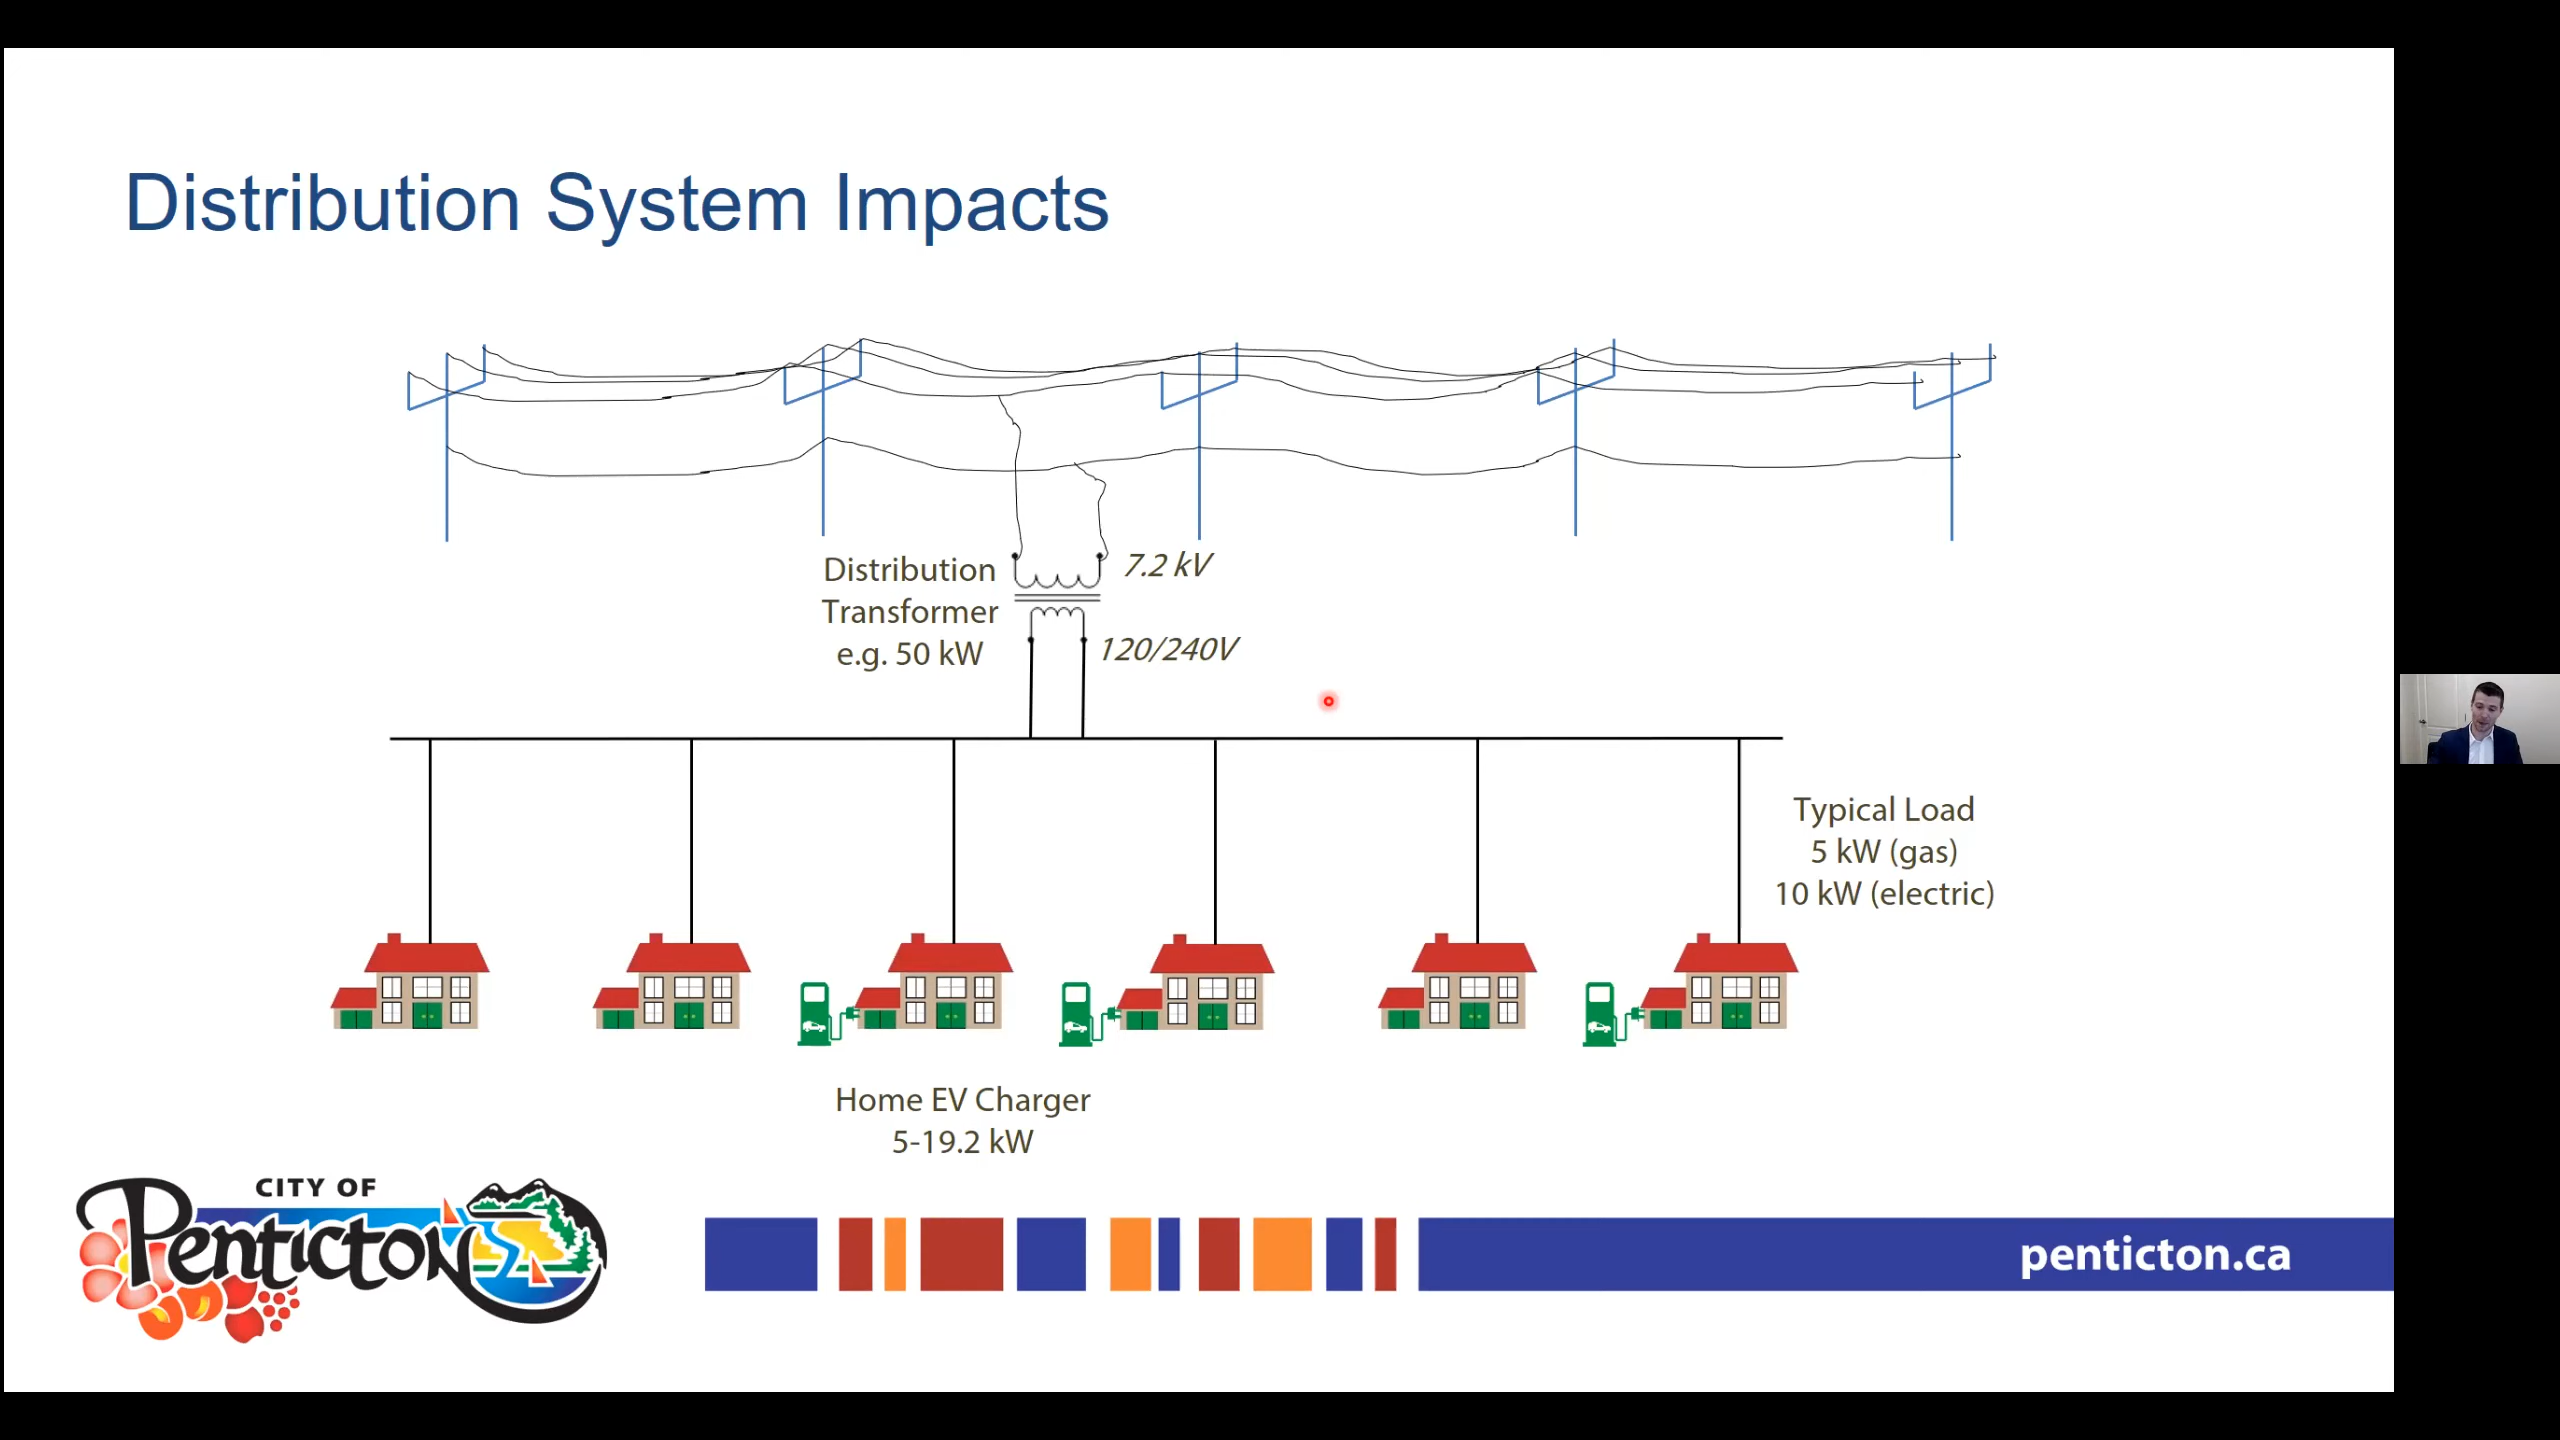 Distribution System Impacts
Distribution
Transformer
e.g. 50 kW
7.2 kV
120/240V
Typical Load
5 kW (gas)
10 kW (electric)
Home EV Charger
5-19.2 kW
CITY OF
Penticton
penticton.ca